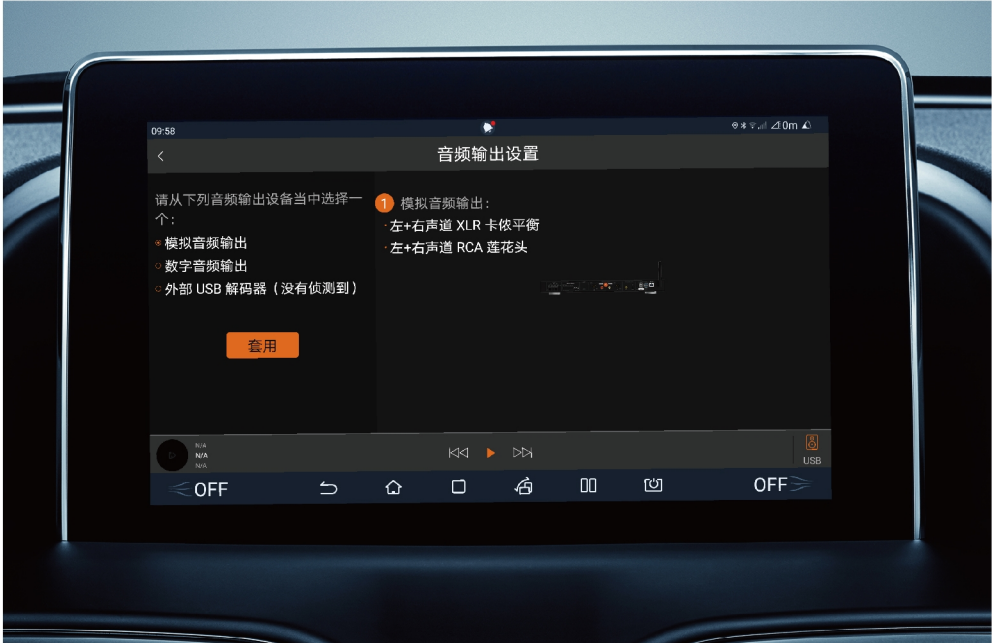 09:58
0m
音频输出设置
请从下列音频输出设备当中选择一
个：
模拟音频输出
数字音频输出
外部 USB 解码器（没有侦测到）
套用
1 模拟音频输出：
·左+右声道 XLR 卡侬平衡
·左+右声道 RCA 莲花头
N/A
N/A
N/A
USB
OFF
OFF